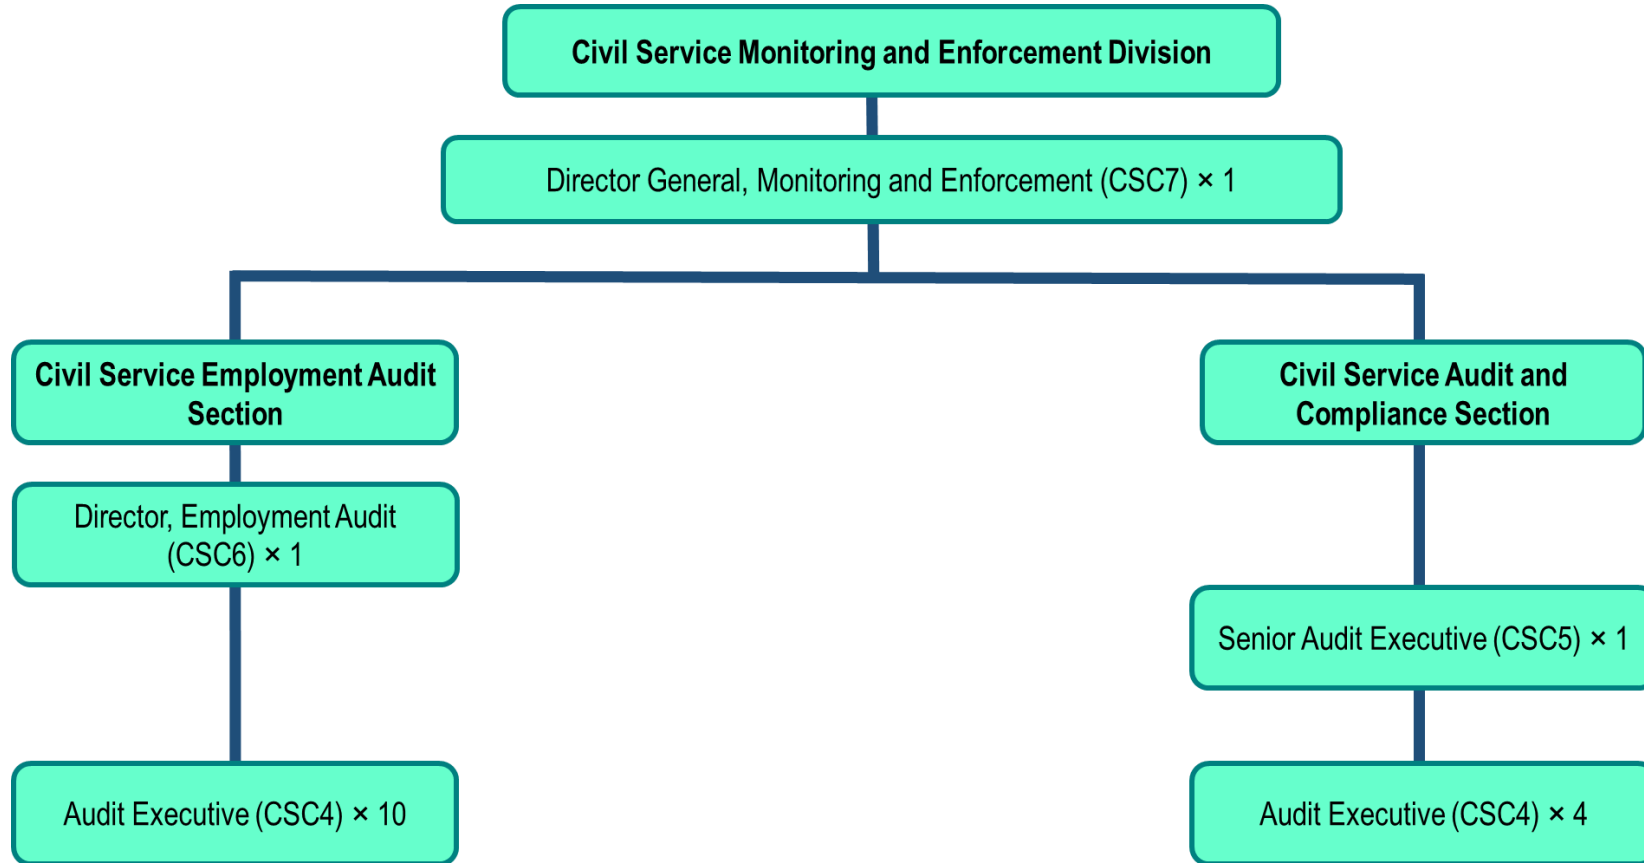 Civil Service Monitoring and Enforcement Division
Director General, Monitoring and Enforcement (CSC7) × 1
Civil Service Employment Audit
Section
Director, Employment Audit
(CSC6) × 1
Audit Executive (CSC4) × 10
Civil Service Audit and
Compliance Section
Senior Audit Executive (CSC5) × 1
Audit Executive (CSC4) × 4